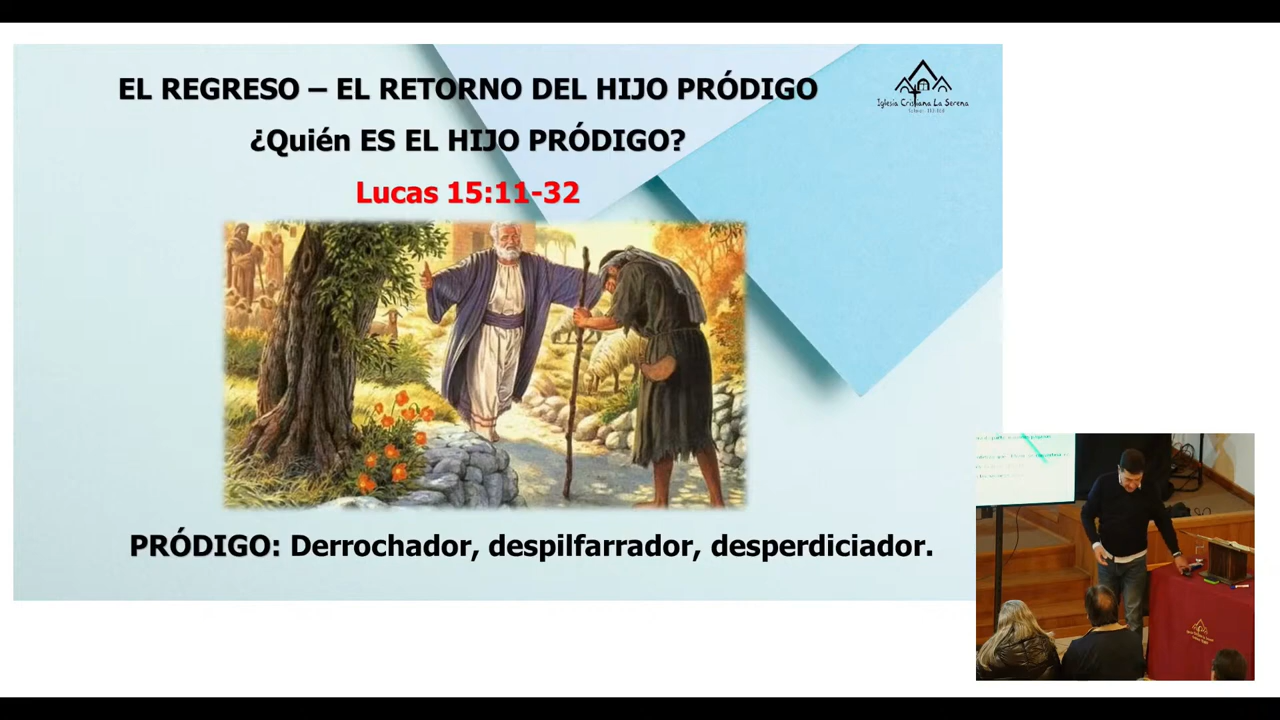 EL REGRESO – EL RETORNO DEL HIJO PRÓDIGO
Iglesia Cristiana La Serena
¿Quién ES EL HIJO PRÓDIGO?
Lucas 15:11-32
PRÓDIGO: Derrochador, despilfarrador, desperdiciador.